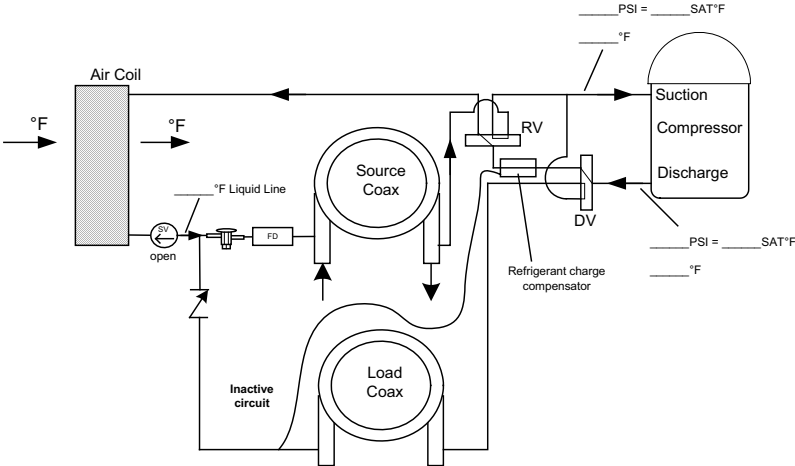 ______PSI = ______SAT°F
______°F
Air Coil
°F
°F
Suction
Compressor
Discharge
RV
Source
Coax
______°F Liquid Line
SV
open
FD
DV
______PSI = ______SAT°F
______°F
Refrigerant charge
compensator
Load
Coax
Inactive
circuit